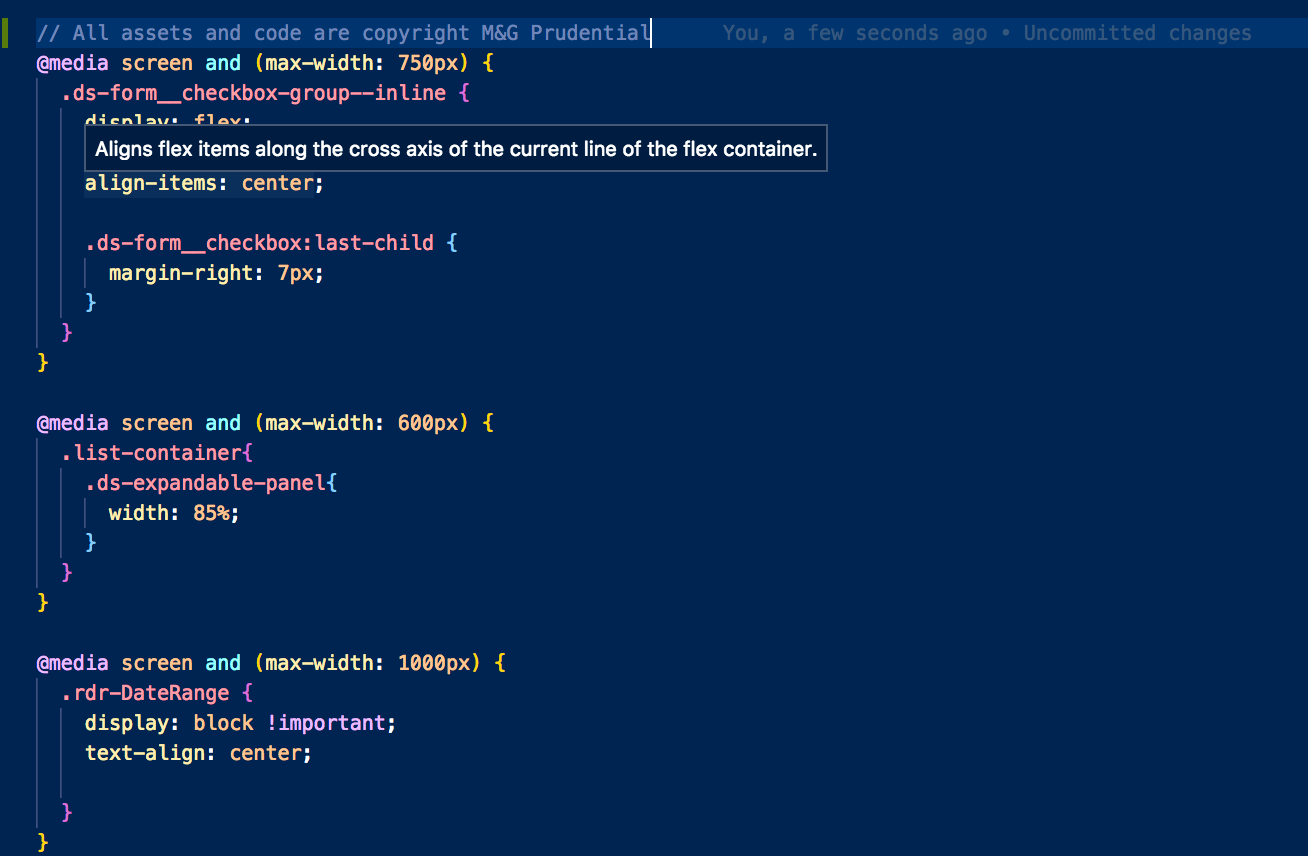 // All assets and code are copyright M&G Prudential You, a few seconds ago • Uncommitted changes
@media screen and (max-width: 750px) {
.ds-form__checkbox-group--inline {
display: flex;
Aligns flex items along the cross axis of the current line of the flex container.
align-items: center;
.ds-form__checkbox:last-child {
margin-right: 7px;
}
}
}
@media screen and (max-width: 600px) {
.list-container{
.ds-expandable-panel{
width: 85%;
}
}
}
@media screen and (max-width: 1000px) {
.rdr-DateRange {
display: block !important;
text-align: center;
}
}